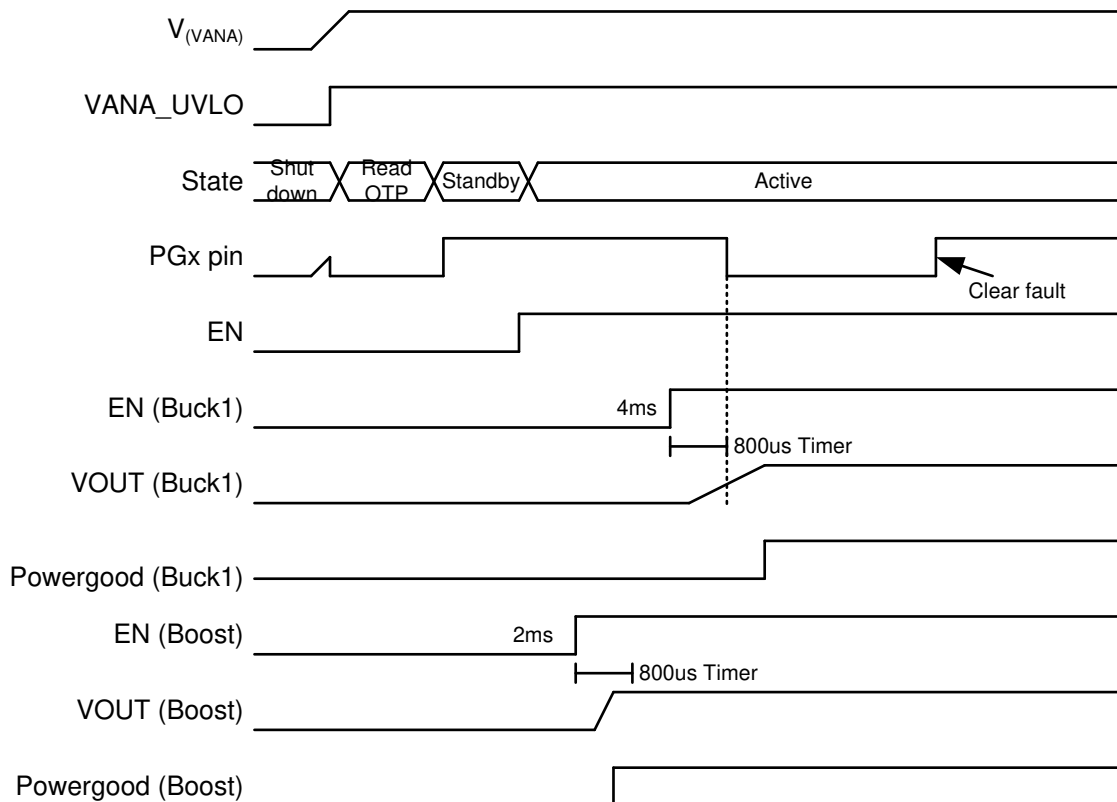 V(VANA)
VANA_UVLO
State
Shut
down
Read
OTP
Standby
Active
PGx pin
Clear fault
EN
EN (Buck1)
4ms
800us Timer
VOUT (Buck1)
Powergood (Buck1)
EN (Boost)
2ms
800us Timer
VOUT (Boost)
Powergood (Boost)